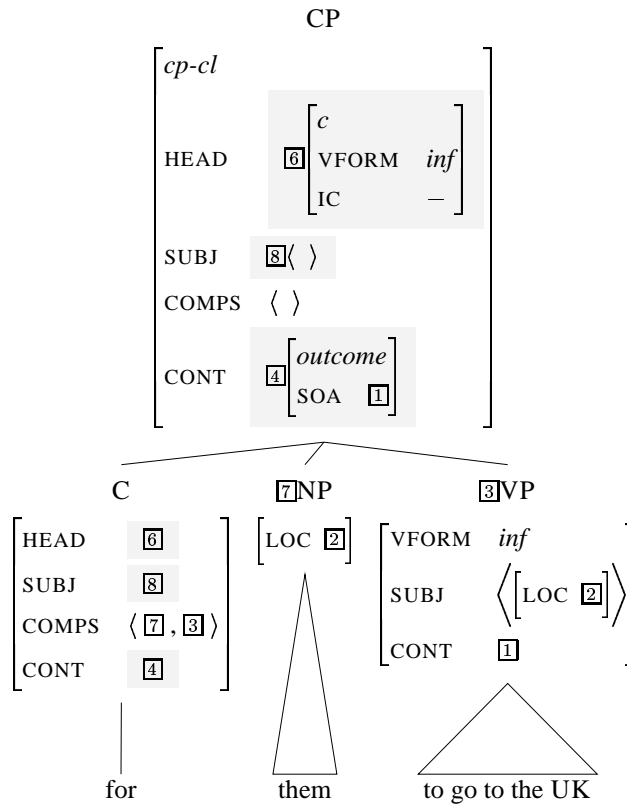 CP
cp-cl
c
HEAD 6 VFORM inf
IC −
SUBJ 8⟨ ⟩
COMPS ⟨ ⟩
outcome
CONT 4
SOA 1
C 7NP 3VP
HEAD 6 LOC 2 VFORM inf
SUBJ 8 SUBJ ⟨[LOC 2]⟩
COMPS ⟨ 7 , 3 ⟩
CONT 4 CONT 1
for them to go to the UK